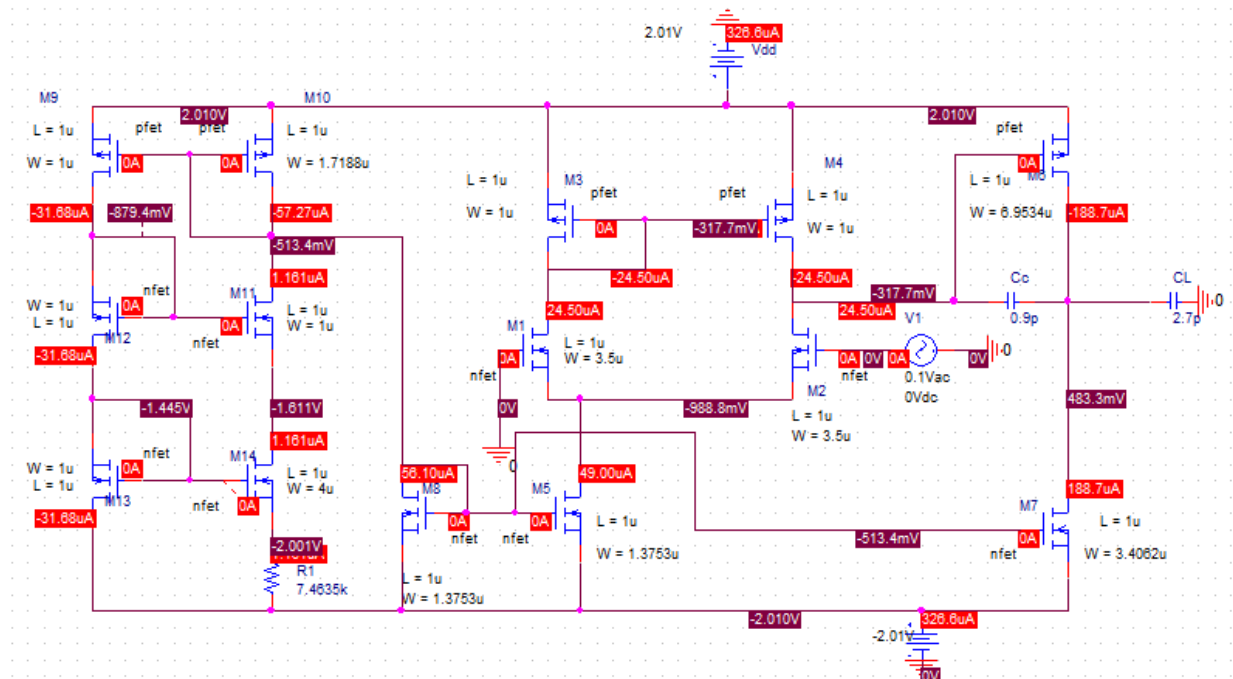 2.01V
326.6uA
Vdd
M9
M10
2.010V
2.010V
L = 1u
pfet
pfet
L = 1u
pfet
W = 1u
0A
0A
W = 1.7188u
0A
M6
M4
L = 1u
M3
pfet
pfet
L = 1u
L = 1u
W = 1u
0A
-317.7mV
W = 1u
W = 6.9534u
-31.68uA
-879.4mV
-57.27uA
-188.7uA
-513.4mV
1.161uA
-24.50uA
-24.50uA
-317.7mV
Cc
CL
W = 1u
L = 1u
nfet
0A
M11
L = 1u
W = 1u
24.50uA
24.50uA
V1
0.9p
2.7p
0
M12
nfet
M1
L = 1u
W = 3.5u
-31.68uA
0A
nfet
0A
0V
0A
0V
0
nfet
0.1Vac
0Vdc
M2
-1.445V
-1.611V
0V
-988.8mV
483.3mV
L = 1u
W = 3.5u
0
1.161uA
W = 1u
L = 1u
nfet
0A
M14
L = 1u
W = 4u
56.10uA
49.00uA
M13
nfet
0A
M8
M5
188.7uA
M7
-31.68uA
0A
0A
L = 1u
L = 1u
nfet
nfet
-513.4mV
0A
nfet
-2.001V
W = 1.3753u
W = 3.4062u
R1
7.4635k
L = 1u
W = 1.3753u
-2.010V
326.6uA
-2.01V
0V